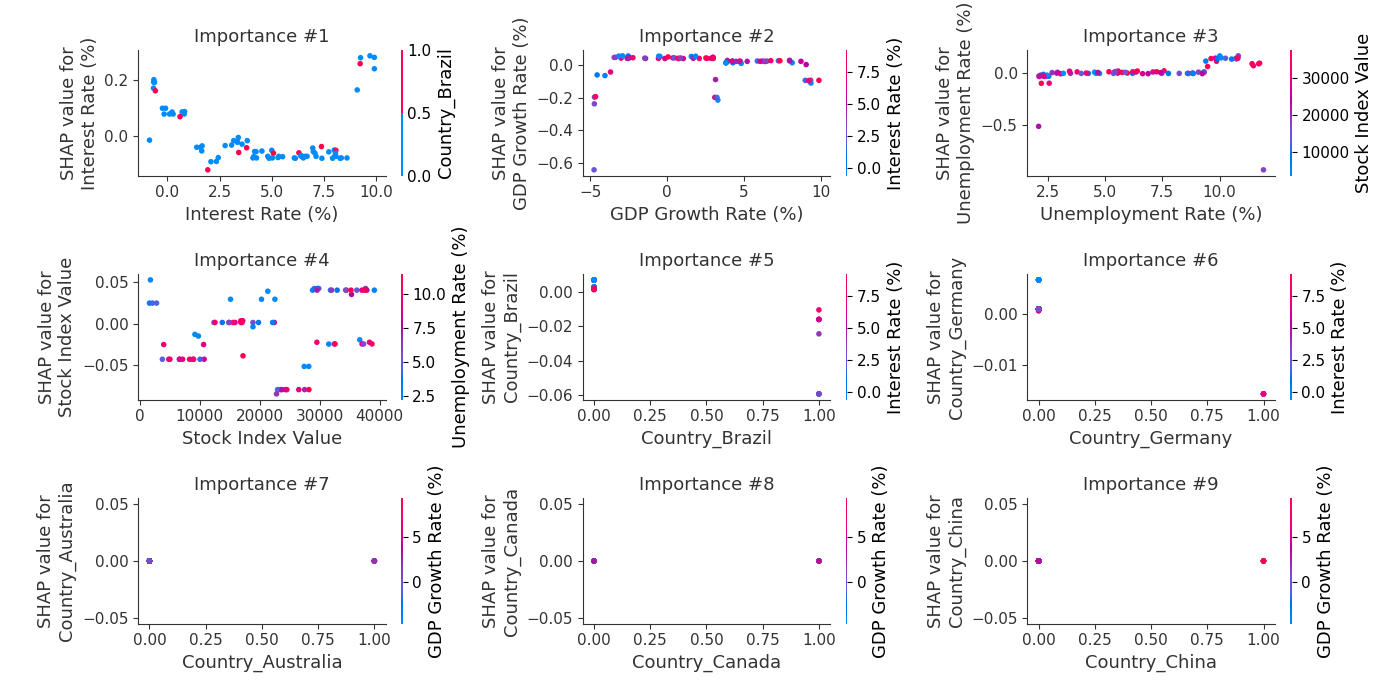 Importance #1
SHAP value for
Interest Rate (%)
0.2
0.0
0.0
2.5
5.0
7.5
10.0
Interest Rate (%)
1.0
0.5
0.0
Country_Brazil
Importance #2
SHAP value for
GDP Growth Rate (%)
0.0
−0.2
−0.4
−0.6
−5
0
5
10
GDP Growth Rate (%)
7.5
5.0
2.5
0.0
Interest Rate (%)
Importance #3
SHAP value for
Unemployment Rate (%)
0.0
−0.5
2.5
5.0
7.5
10.0
Unemployment Rate (%)
30000
20000
10000
Stock Index Value
Importance #4
SHAP value for
Stock Index Value
0.05
0.00
−0.05
0
10000
20000
30000
40000
Stock Index Value
10.0
7.5
5.0
2.5
Unemployment Rate (%)
Importance #5
SHAP value for
Country_Brazil
0.00
−0.02
−0.04
−0.06
0.00
0.25
0.50
0.75
1.00
Country_Brazil
7.5
5.0
2.5
0.0
Interest Rate (%)
Importance #6
SHAP value for
Country_Germany
0.00
−0.01
0.00
0.25
0.50
0.75
1.00
Country_Germany
7.5
5.0
2.5
0.0
Interest Rate (%)
Importance #7
SHAP value for
Country_Australia
0.05
0.00
−0.05
0.00
0.25
0.50
0.75
1.00
Country_Australia
5
0
GDP Growth Rate (%)
Importance #8
SHAP value for
Country_Canada
0.05
0.00
−0.05
0.00
0.25
0.50
0.75
1.00
Country_Canada
5
0
GDP Growth Rate (%)
Importance #9
SHAP value for
Country_China
0.05
0.00
−0.05
0.00
0.25
0.50
0.75
1.00
Country_China
5
0
GDP Growth Rate (%)